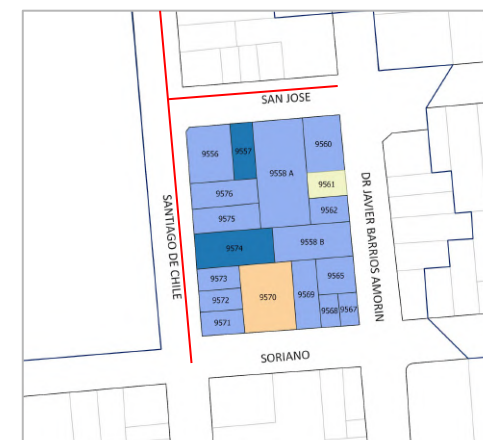 SAN JOSE
9556
9557
9558 A
9560
9561
9576
9575
9562
SANTIAGO DE CHILE
DR JAVIER BARRIOS AMORIN
9574
9558 B
9573
9572
9571
9570
9569
9565
9568
9567
SORIANO